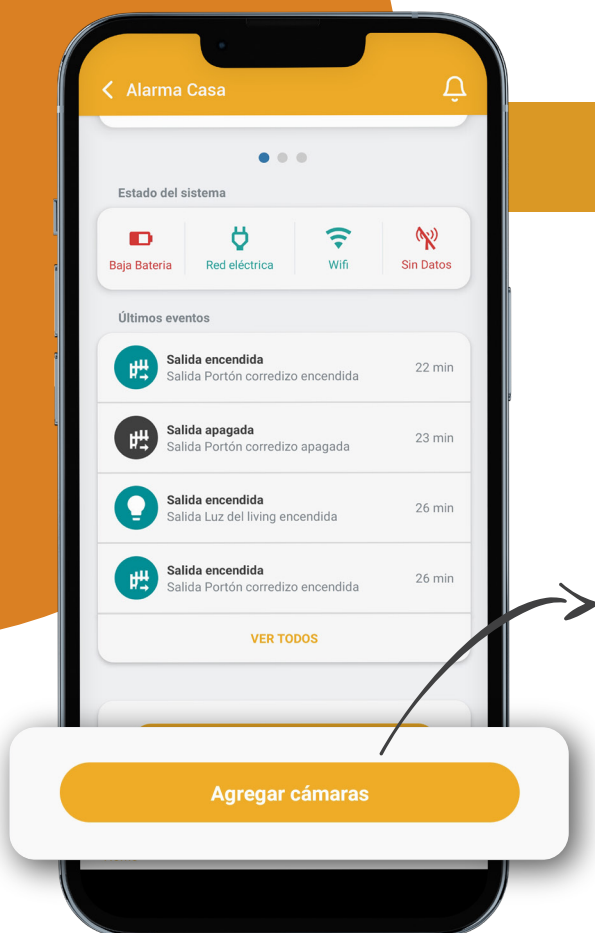 Alarma Casa
Estado del sistema
Baja Bateria
Red eléctrica
Wifi
Sin Datos
Últimos eventos
Salida encendida
Salida Portón corredizo encendida
22 min
Salida apagada
Salida Portón corredizo apagada
23 min
Salida encendida
Salida Luz del living encendida
26 min
Salida encendida
Salida Portón corredizo encendida
26 min
VER TODOS
Agregar cámaras